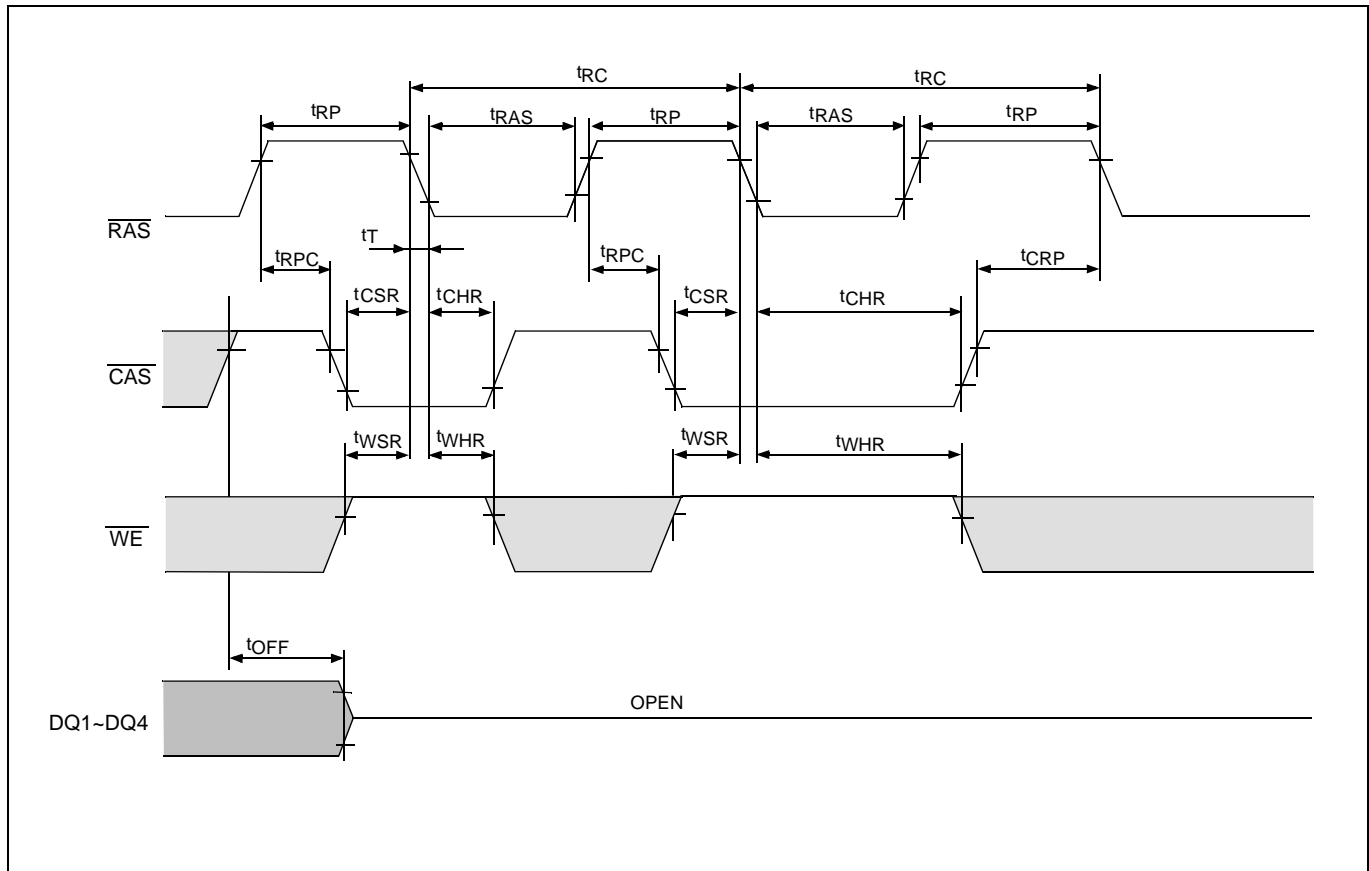 tRC
tRC
tRP
tRAS
tRP
tRAS
tRP
RAS
tT
tRPC
tRPC
tCRP
tCSR
tCHR
tCSR
tCHR
CAS
tWSR
tWHR
tWSR
tWHR
WE
tOFF
OPEN
DQ1~DQ4